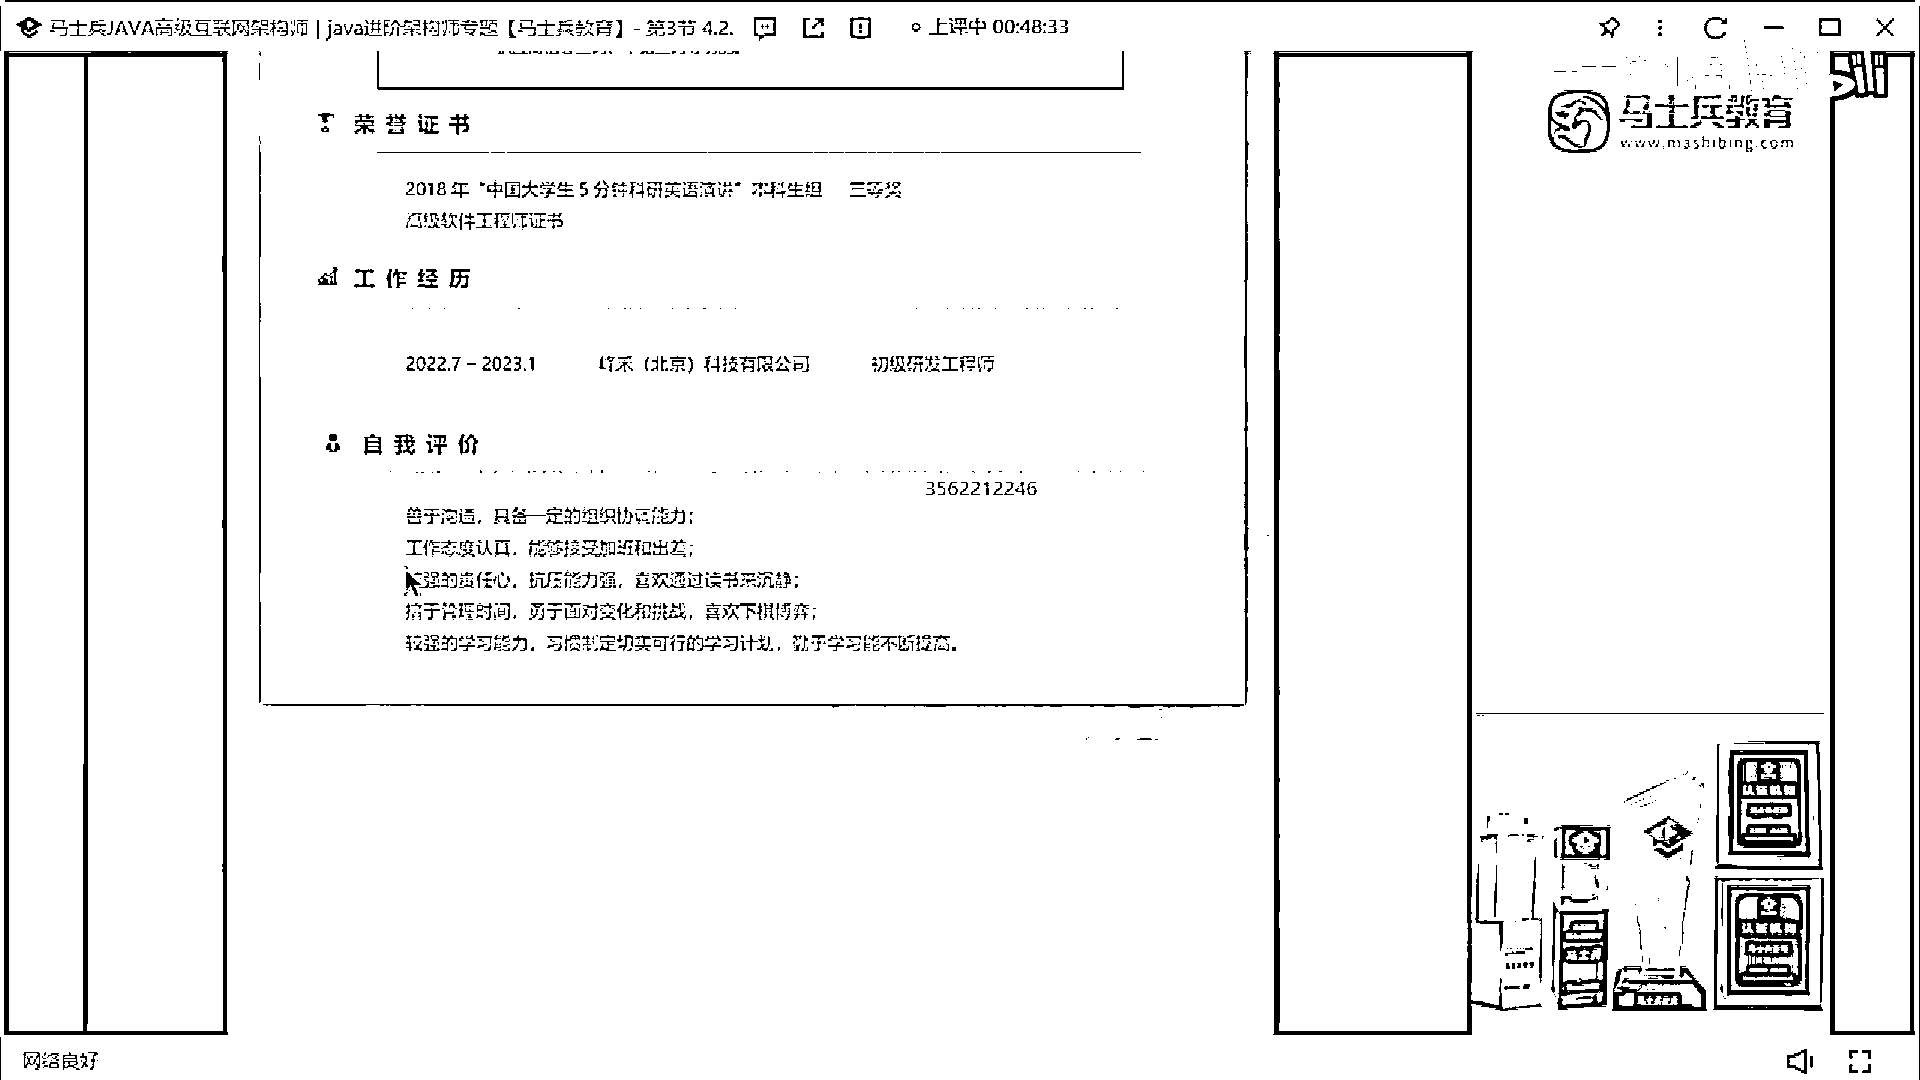 马士兵JAVA高级互联网架构师 | java进阶架构师专题【马士兵教育】- 第3节 4.2.
上课中 00:48:33
马士兵教育
www.mashibing.com
荣誉证书
2018 年“中国大学生 5 分钟科研英语演讲”本科生组 三等奖
高级软件工程师证书
工作经历
2022.7 – 2023.1 峰禾（北京）科技有限公司 初级研发工程师
自我评价
3562212246
善于沟通，具备一定的组织协调能力；
工作态度认真，能够接受加班和出差；
强的责任心，抗压能力强，喜欢通过读书来沉静；
擅于管理时间，勇于面对变化和挑战，喜欢下棋博弈；
较强的学习能力，习惯制定切实可行的学习计划，勤于学习能不断提高。
网络良好